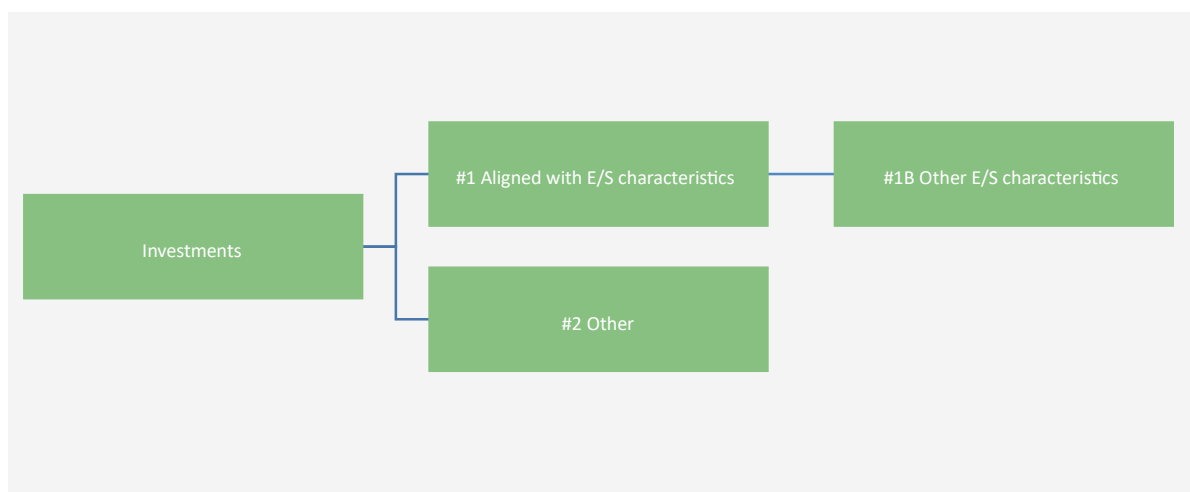 Investments
#1 Aligned with E/S characteristics
#1B Other E/S characteristics
#2 Other